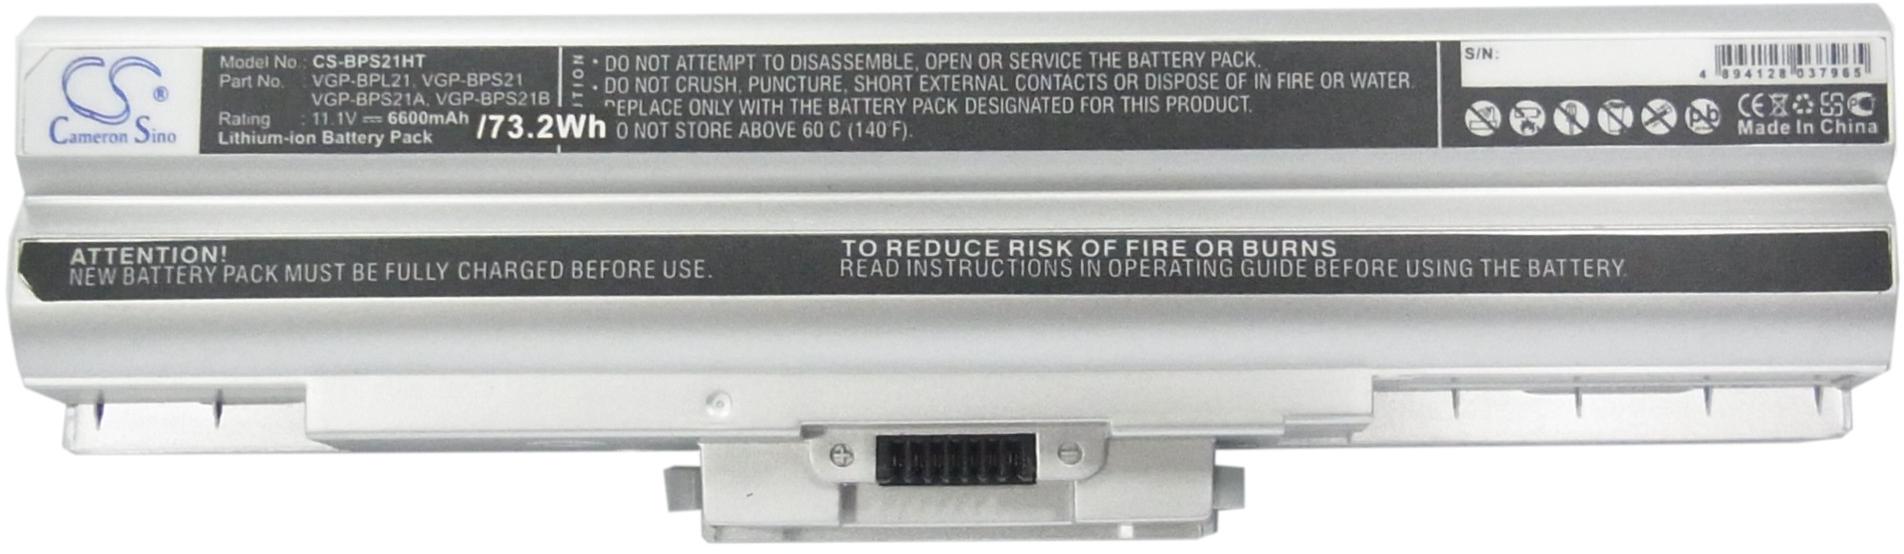 CS®
Cameron Sino
Model No.: CS-BPS21HT
Part No. : VGP-BPL21, VGP-BPS21
VGP-BPS21A, VGP-BPS21B
Rating : 11.1V 6600mAh /73.2Wh
Lithium-ion Battery Pack
• DO NOT ATTEMPT TO DISASSEMBLE, OPEN OR SERVICE THE BATTERY PACK.
• DO NOT CRUSH, PUNCTURE, SHORT EXTERNAL CONTACTS OR DISPOSE OF IN FIRE OR WATER.
REPLACE ONLY WITH THE BATTERY PACK DESIGNATED FOR THIS PRODUCT.
O NOT STORE ABOVE 60 C (140°F).
S/N:
4 894128 037965
CE
Pb
Made In China
ATTENTION!
NEW BATTERY PACK MUST BE FULLY CHARGED BEFORE USE.
TO REDUCE RISK OF FIRE OR BURNS
READ INSTRUCTIONS IN OPERATING GUIDE BEFORE USING THE BATTERY.